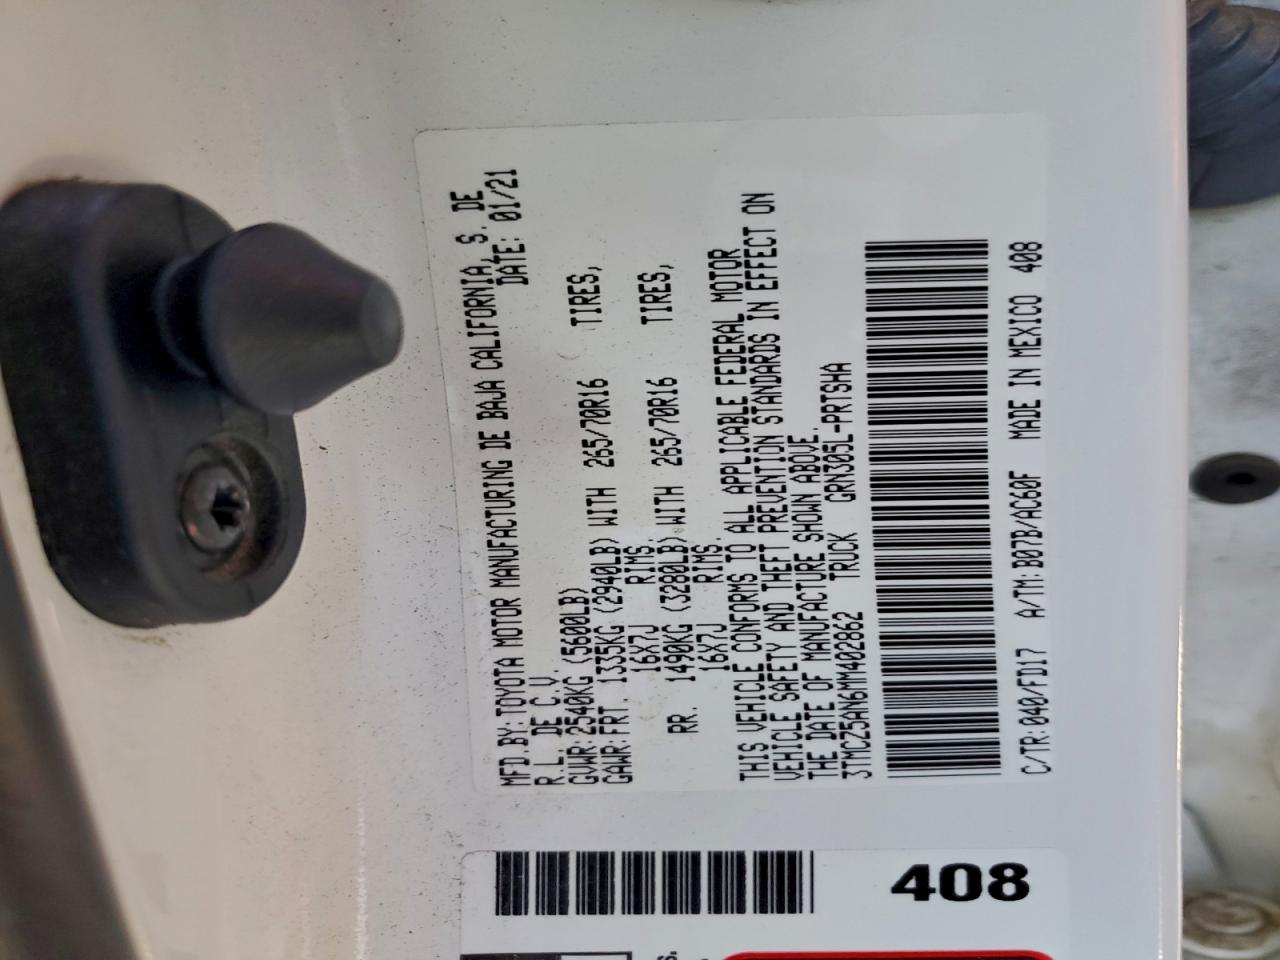 MFD.BY:TOYOTA MOTOR MANUFACTURING DE BAJA CALIFORNIA, S. DE
R.L. DE C.V. DATE: 01/21
GVWR:2540KG (5600LB)
GAWR:FRT. 1335KG (2940LB) WITH 265/70R16 TIRES,
16X7J RIMS.
RR. 1490KG (3280LB) WITH 265/70R16 TIRES,
16X7J RIMS.
THIS VEHICLE CONFORMS TO ALL APPLICABLE FEDERAL MOTOR
VEHICLE SAFETY AND THEFT PREVENTION STANDARDS IN EFFECT ON
THE DATE OF MANUFACTURE SHOWN ABOVE.
3TMCZ5AN6MM402862 TRUCK GRN305L-PRTSHA
C/TR:040/FD17 A/TM:B07B/AC60F MADE IN MEXICO 408
408